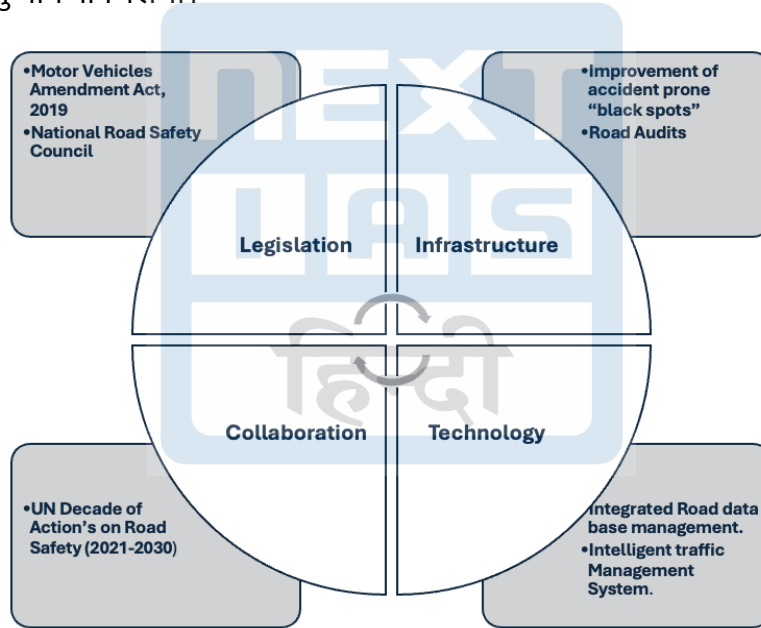 •Motor Vehicles
Amendment Act,
2019
•National Road Safety
Council
•Improvement of
accident prone
“black spots”
•Road Audits
NEXT
IAS
हिन्दी
Legislation
Infrastructure
Collaboration
Technology
•UN Decade of
Action's on Road
Safety (2021-2030)
Integrated Road data
base management.
•Intelligent traffic
Management
System.